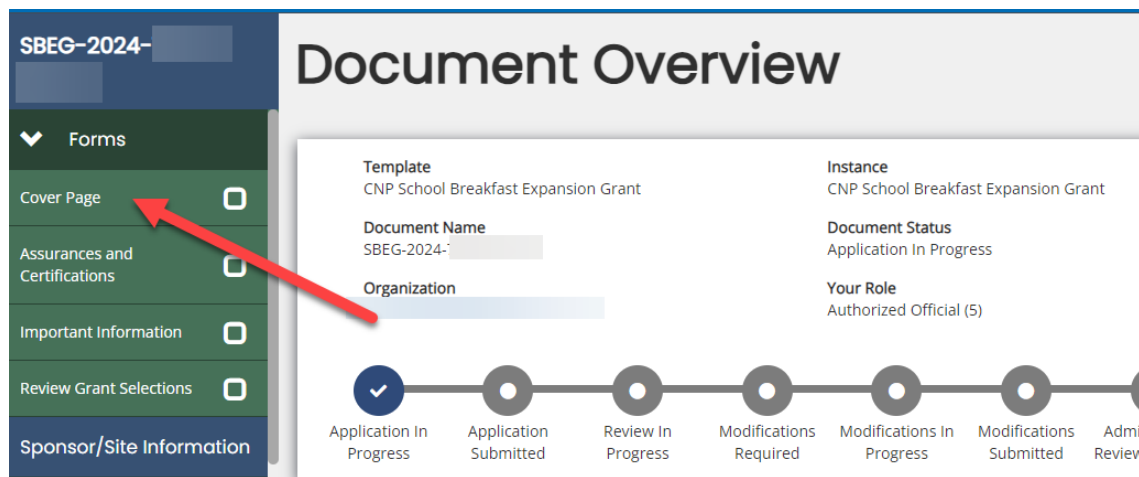 SBEG-2024-
Forms
Cover Page
Assurances and
Certifications
Important Information
Review Grant Selections
Sponsor/Site Information
Document Overview
Template
CNP School Breakfast Expansion Grant
Instance
CNP School Breakfast Expansion Grant
Document Name
SBEG-2024-
Document Status
Application In Progress
Organization
Your Role
Authorized Official (5)
Application In
Progress
Application
Submitted
Review In
Progress
Modifications
Required
Modifications In
Progress
Modifications
Submitted